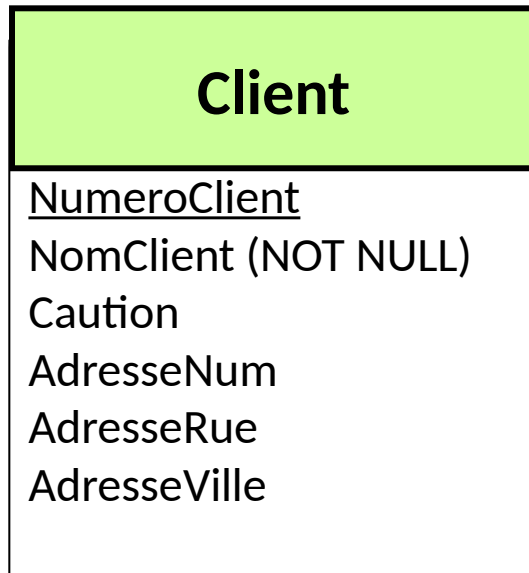 Client
NumeroClient
NomClient (NOT NULL)
Caution
AdresseNum
AdresseRue
AdresseVille